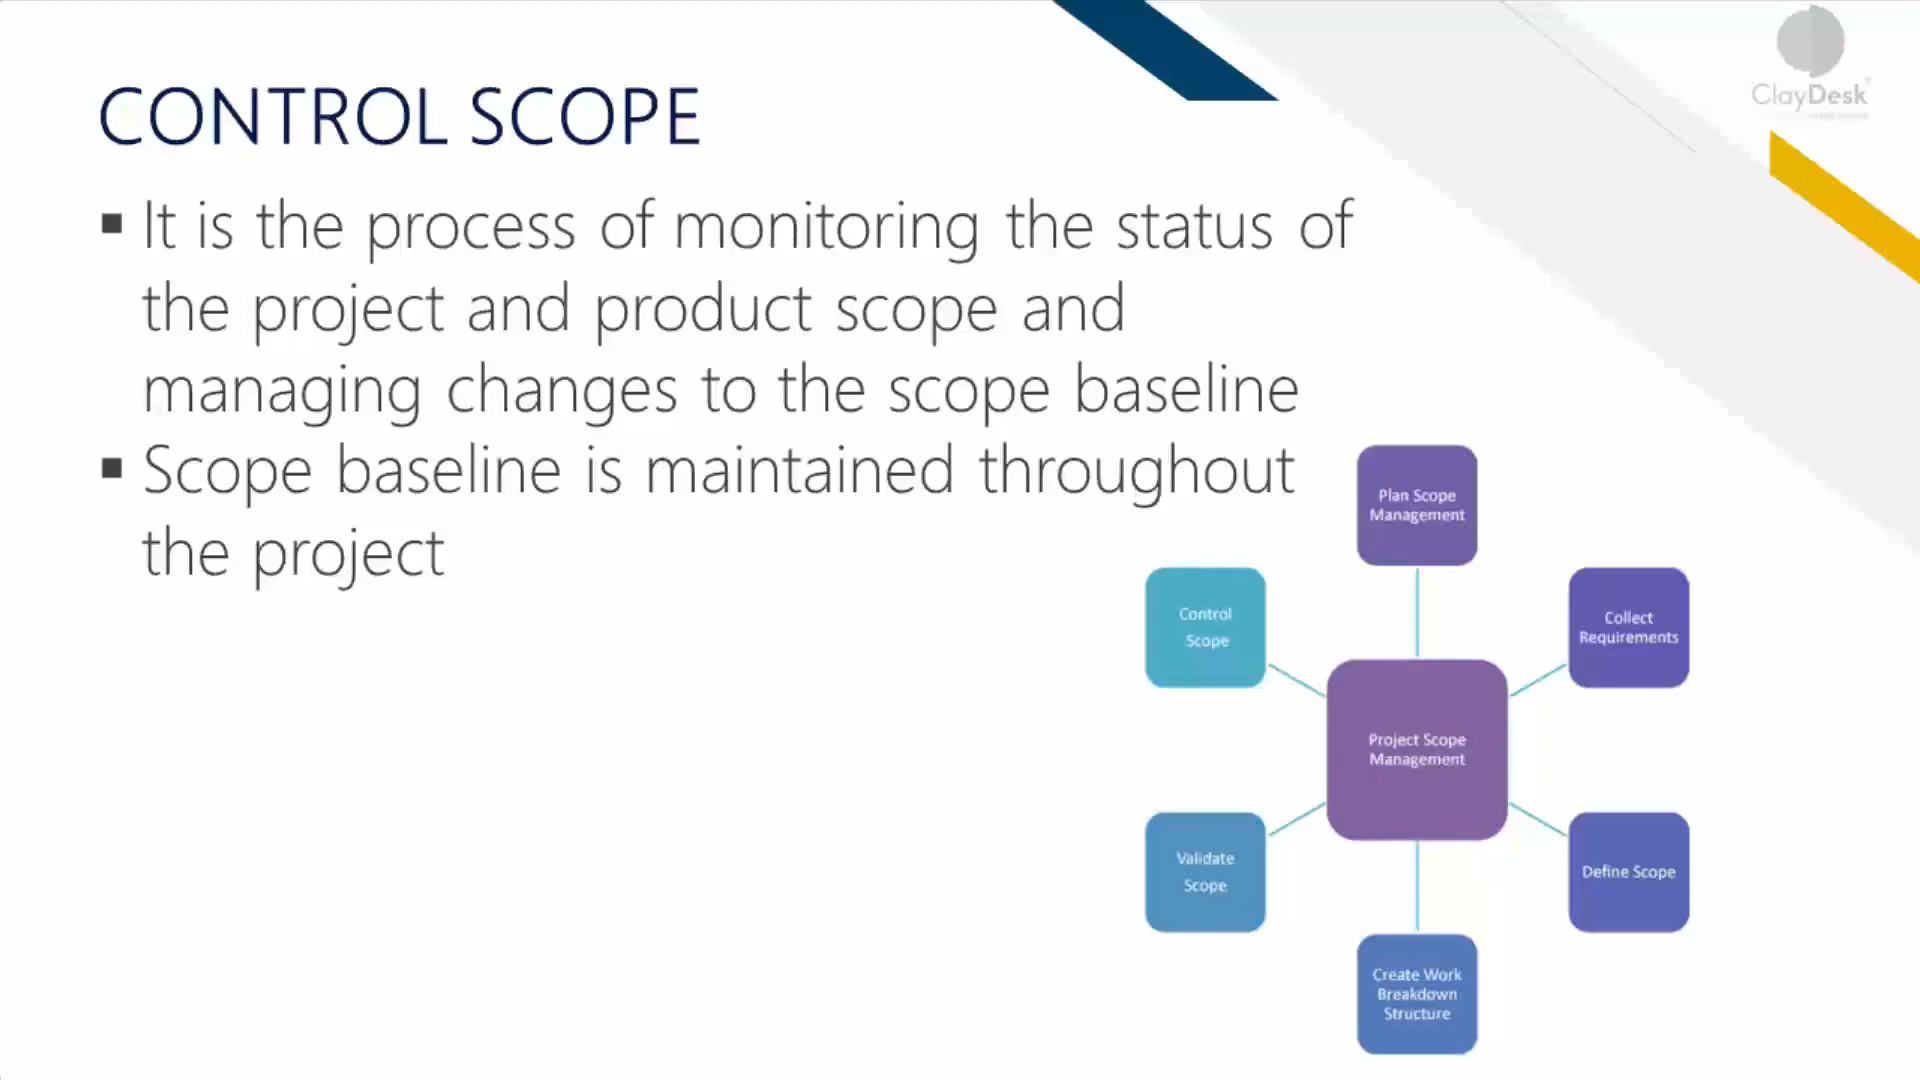 ClayDesk
CONTROL SCOPE
▪ It is the process of monitoring the status of
the project and product scope and
managing changes to the scope baseline
▪ Scope baseline is maintained throughout
the project
Plan Scope
Management
Collect
Requirements
Define Scope
Create Work
Breakdown
Structure
Validate
Scope
Control
Scope
Project Scope
Management